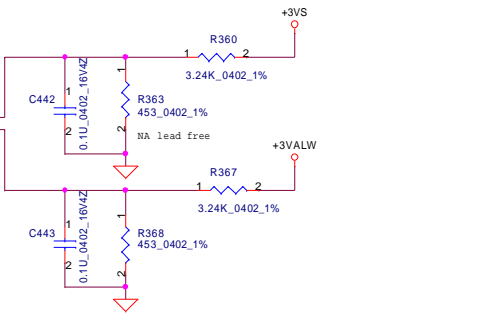 +3VS
R360
1 2
3.24K_0402_1%
C442
1
2
0.1U_0402_16V4Z
1
R363
453_0402_1%
2
NA lead free
+3VALW
R367
1 2
3.24K_0402_1%
C443
1
2
0.1U_0402_16V4Z
1
R368
453_0402_1%
2